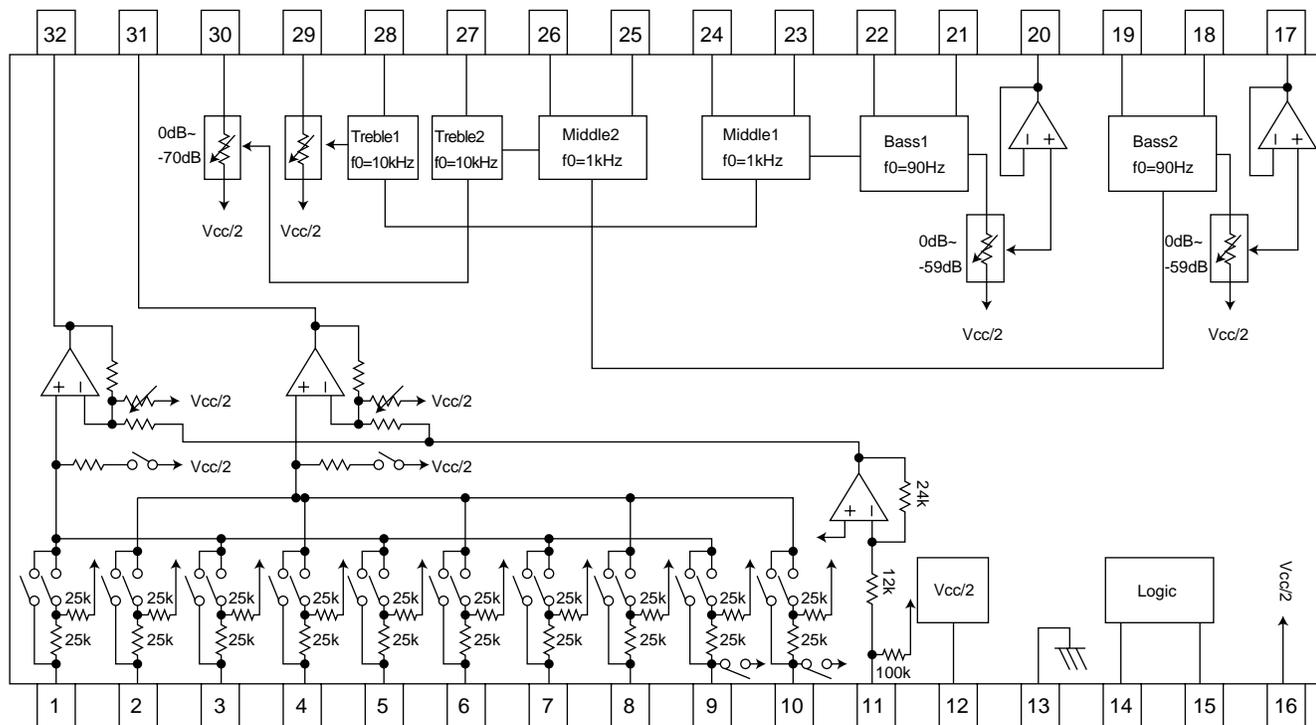 32 31 30 29 28 27 26 25 24 23 22 21 20 19 18 17
0dB~
-70dB
Vcc/2
Vcc/2
Treble1
f0=10kHz
Treble2
f0=10kHz
Middle2
f0=1kHz
Middle1
f0=1kHz
Bass1
f0=90Hz
Bass2
f0=90Hz
0dB~
-59dB
Vcc/2
0dB~
-59dB
Vcc/2
+ −
Vcc/2
Vcc/2
+ −
Vcc/2
Vcc/2
− +
− +
+ −
24k
12k
100k
25k 25k 25k 25k 25k 25k 25k 25k 25k 25k
25k 25k 25k 25k 25k 25k 25k 25k 25k 25k
Vcc/2
Logic
Vcc/2
1 2 3 4 5 6 7 8 9 10 11 12 13 14 15 16